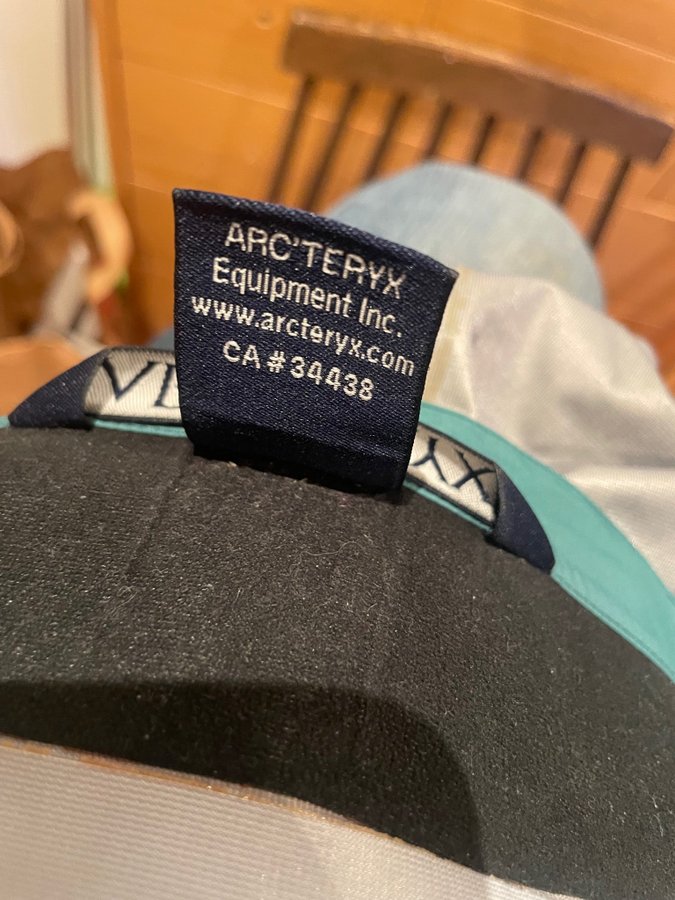 ARC'TERYX
Equipment Inc.
www.arcteryx.com
CA # 34438